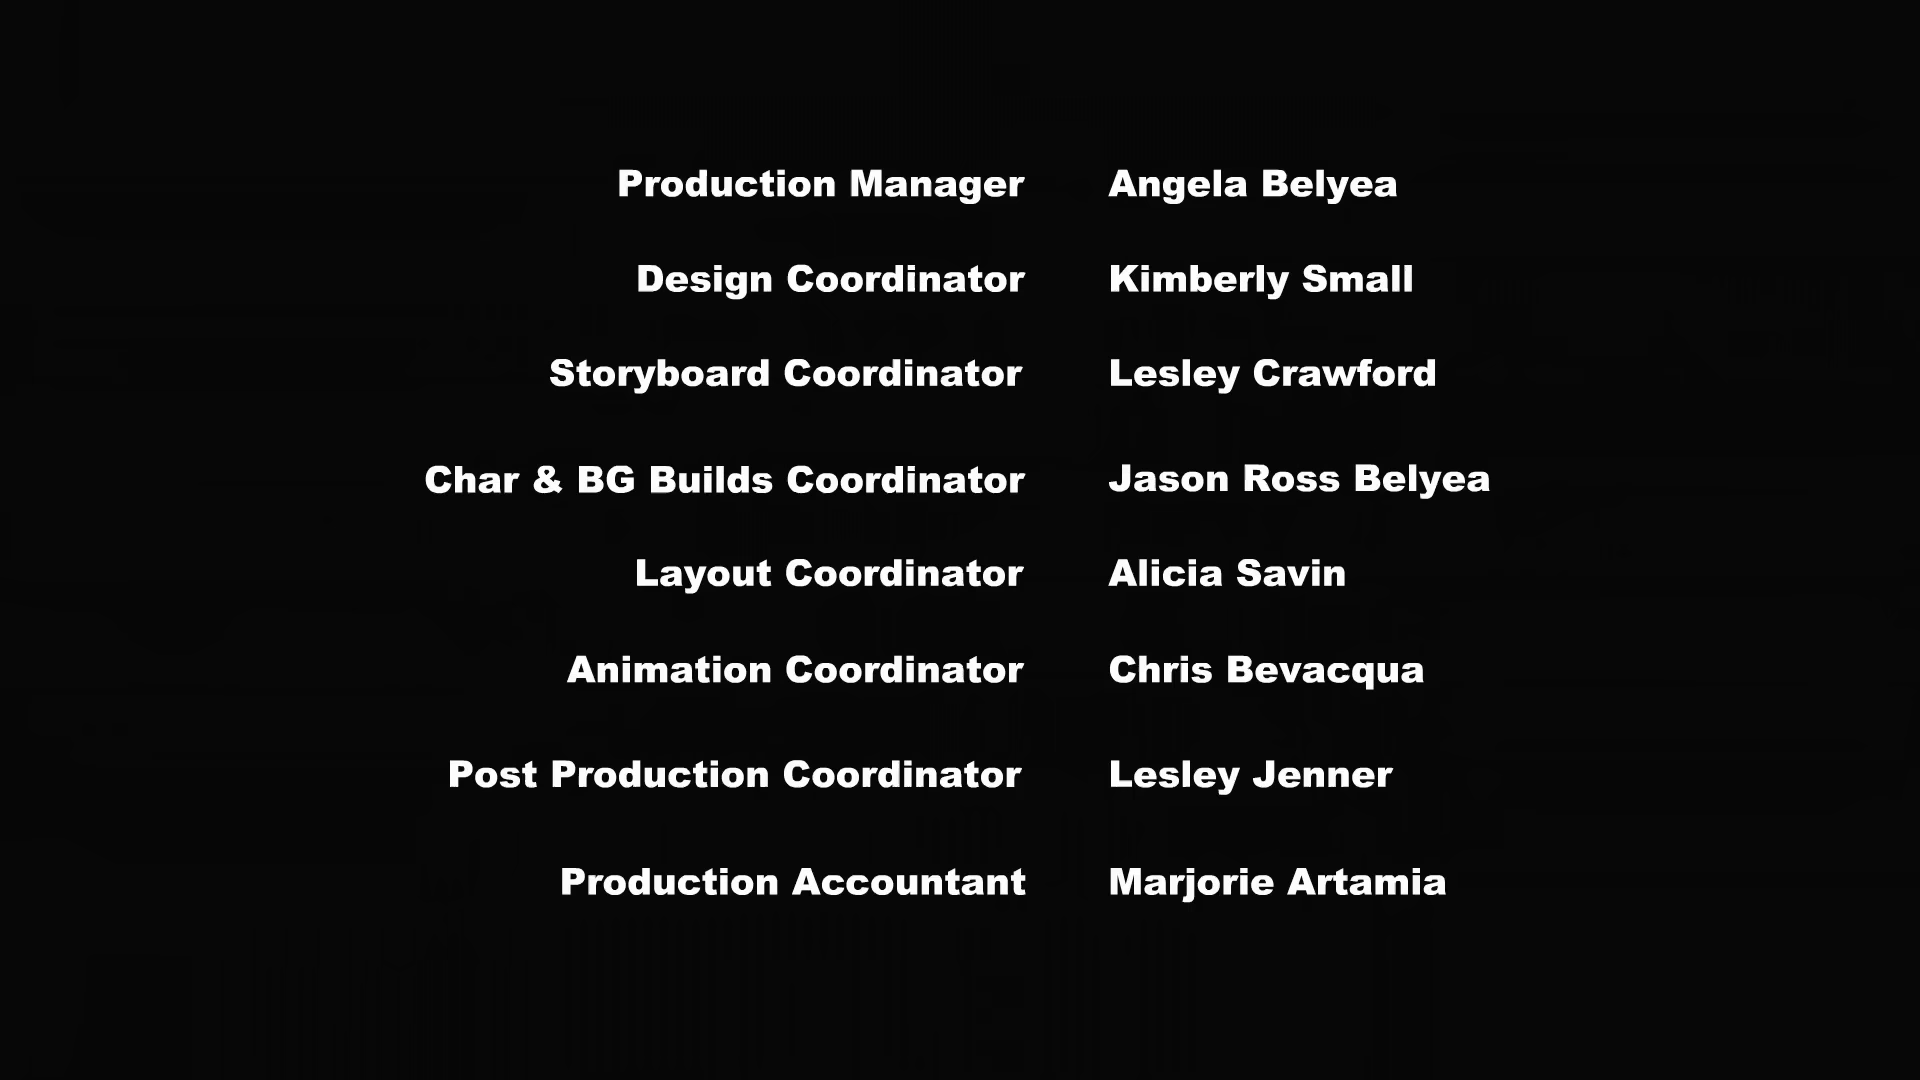 Production Manager Angela Belyea
Design Coordinator Kimberly Small
Storyboard Coordinator Lesley Crawford
Char & BG Builds Coordinator Jason Ross Belyea
Layout Coordinator Alicia Savin
Animation Coordinator Chris Bevacqua
Post Production Coordinator Lesley Jenner
Production Accountant Marjorie Artamia